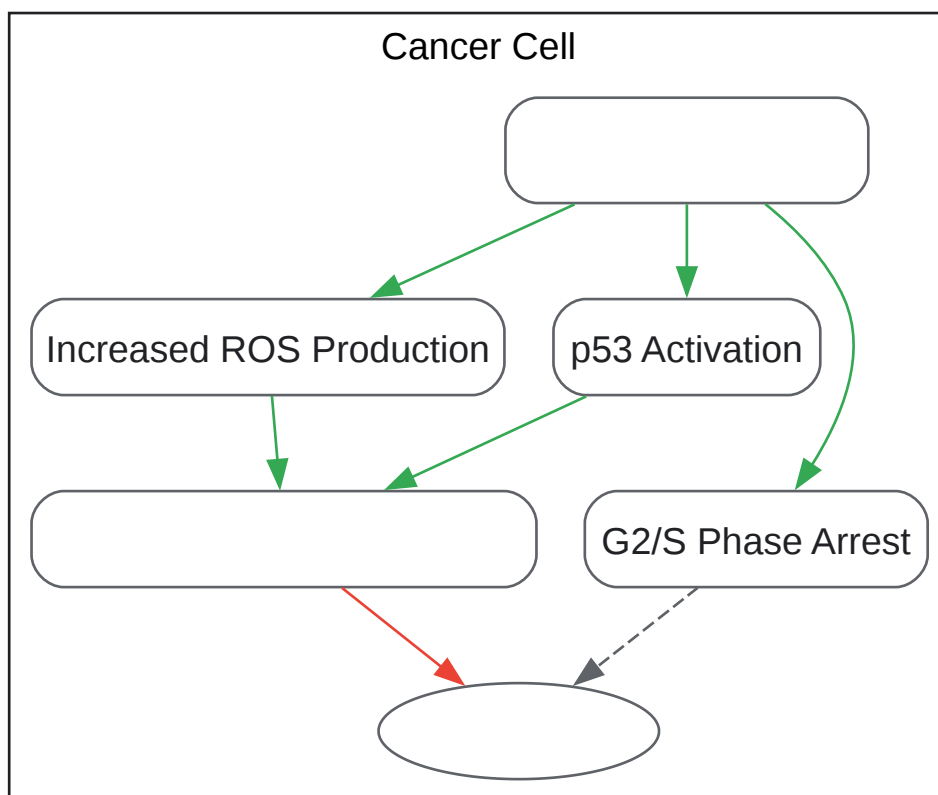 Cancer Cell
Increased ROS Production
p53 Activation
G2/S Phase Arrest